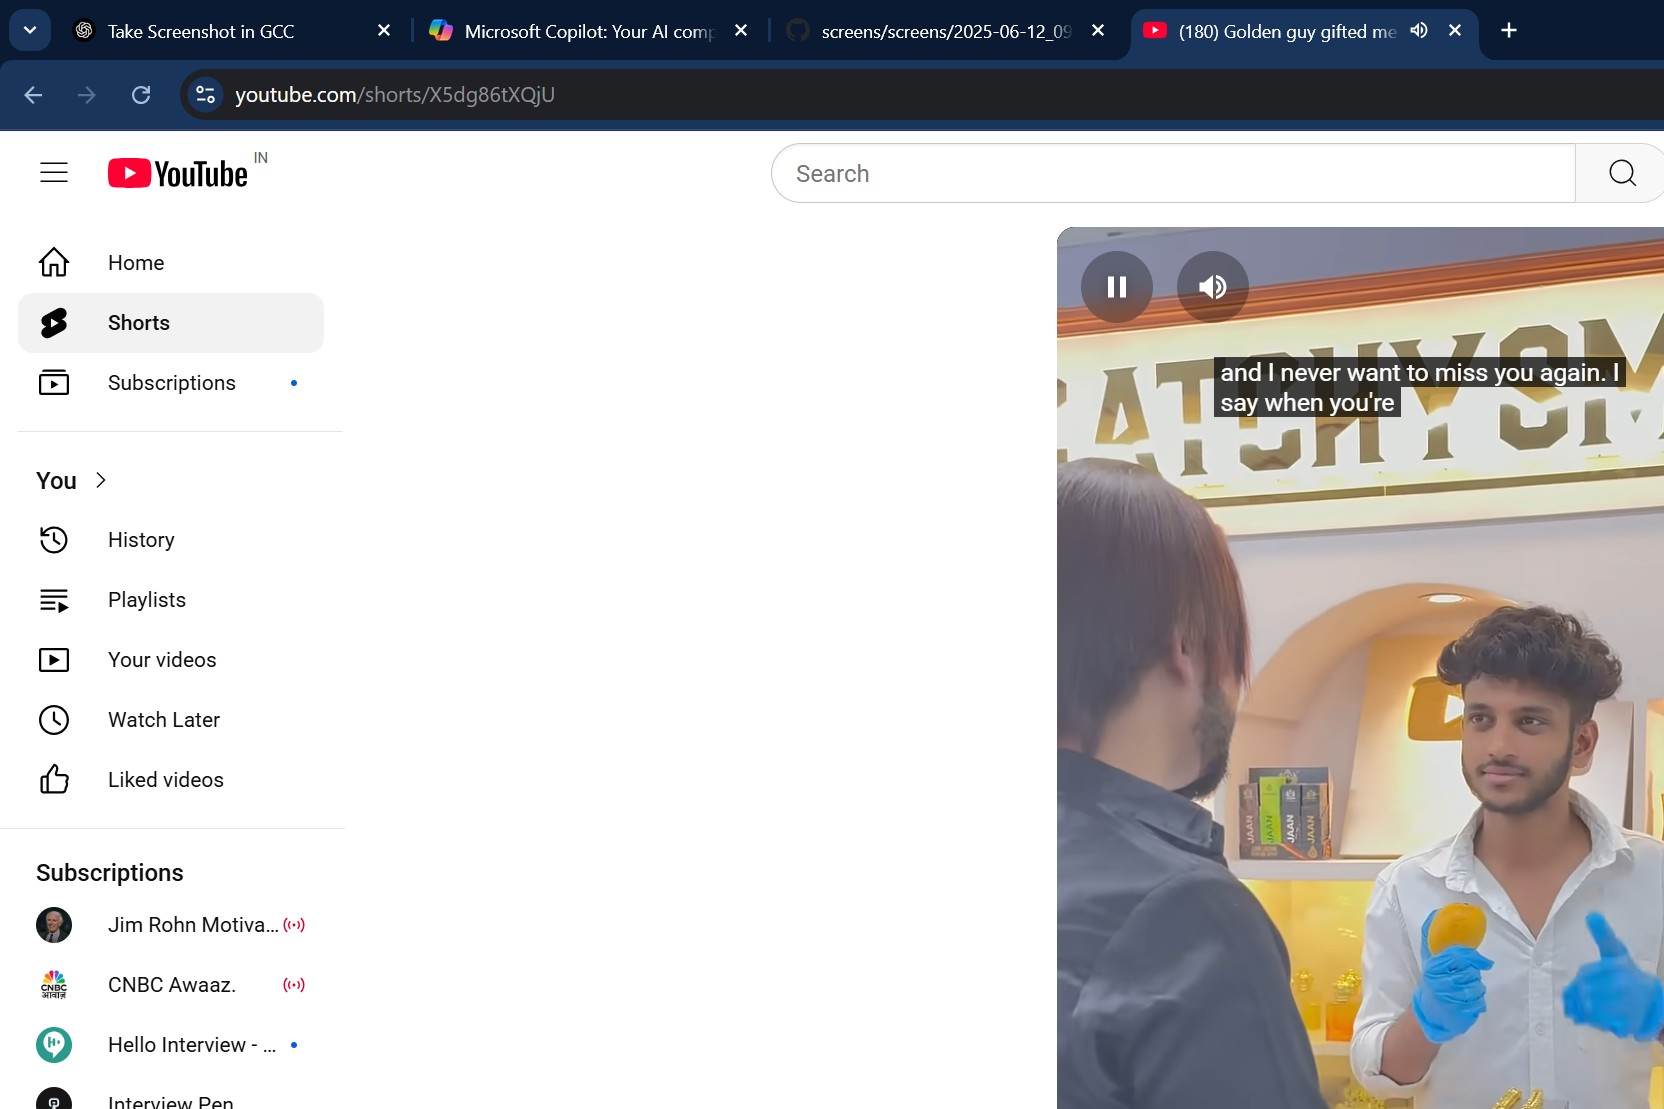 Take Screenshot in GCC
Microsoft Copilot: Your AI comp
screens/screens/2025-06-12_09
(180) Golden guy gifted me
youtube.com/shorts/X5dg86tXQjU
YouTube IN
Search
Home
Shorts
Subscriptions
You
History
Playlists
Your videos
Watch Later
Liked videos
Subscriptions
Jim Rohn Motiva...
CNBC Awaaz.
Hello Interview - ...
Interview Pen
CNBC
आवाज़
ATCHYSM
and I never want to miss you again. I
say when you're
JAAN
JAAN
JAAN
JAAN